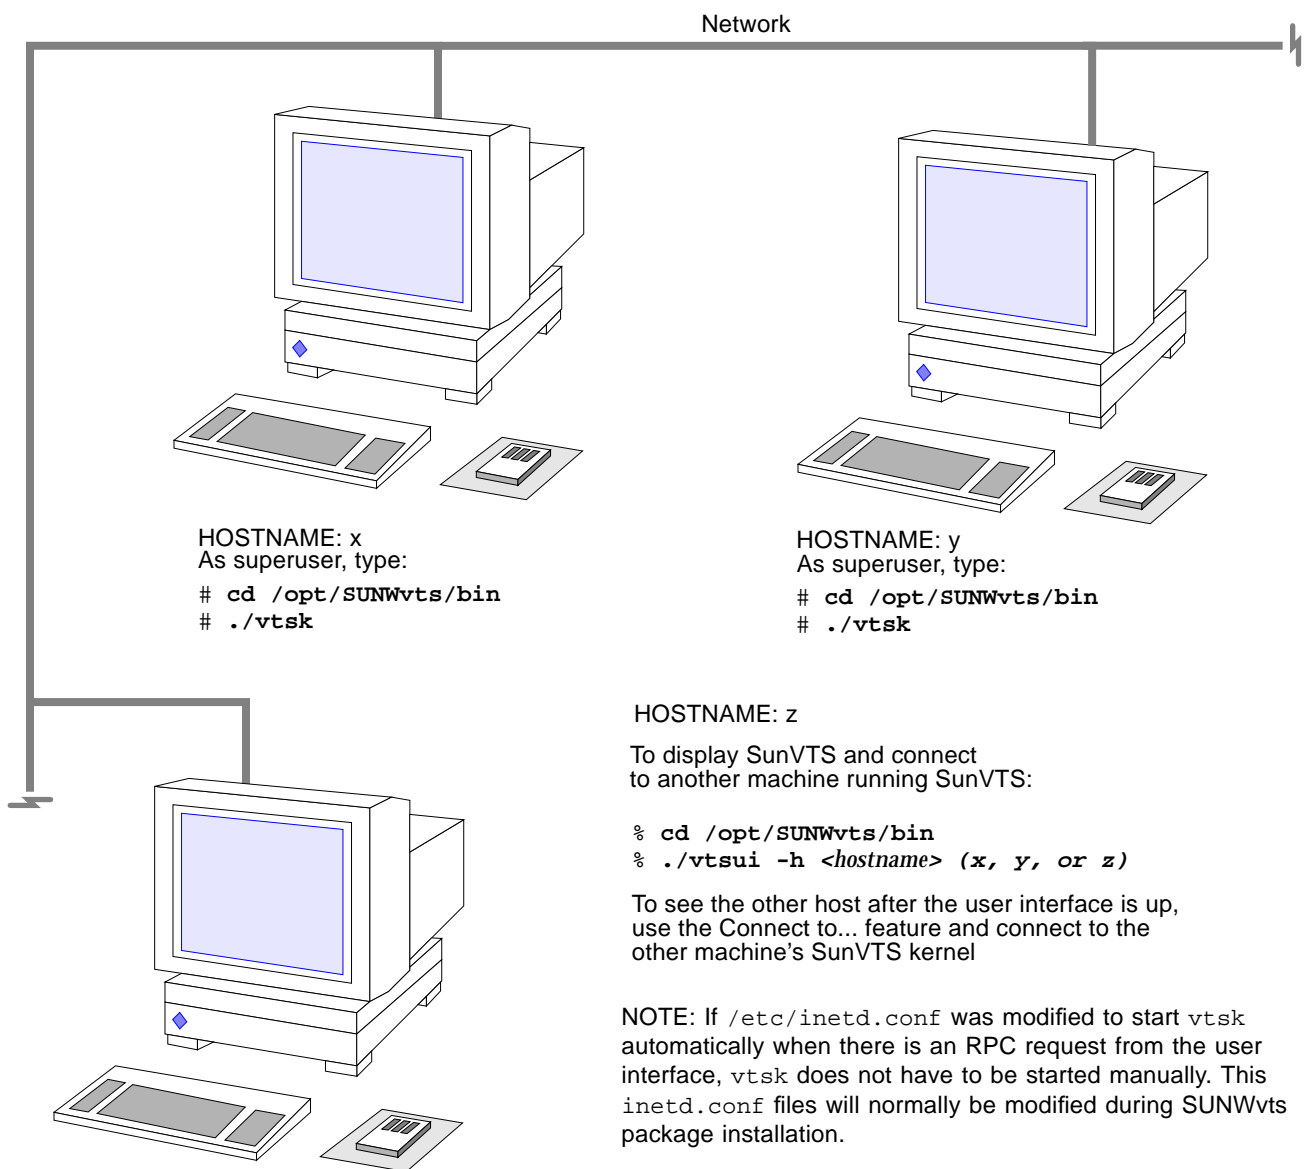 Network
HOSTNAME: x
As superuser, type:
# cd /opt/SUNWvts/bin
# ./vtsk
HOSTNAME: y
As superuser, type:
# cd /opt/SUNWvts/bin
# ./vtsk
HOSTNAME: z
To display SunVTS and connect
to another machine running SunVTS:
% cd /opt/SUNWvts/bin
% ./vtsui -h <hostname> (x, y, or z)
To see the other host after the user interface is up,
use the Connect to... feature and connect to the
other machine's SunVTS kernel
NOTE: If /etc/inetd.conf was modified to start vtsk
automatically when there is an RPC request from the user
interface, vtsk does not have to be started manually. This
inetd.conf files will normally be modified during SUNWvts
package installation.